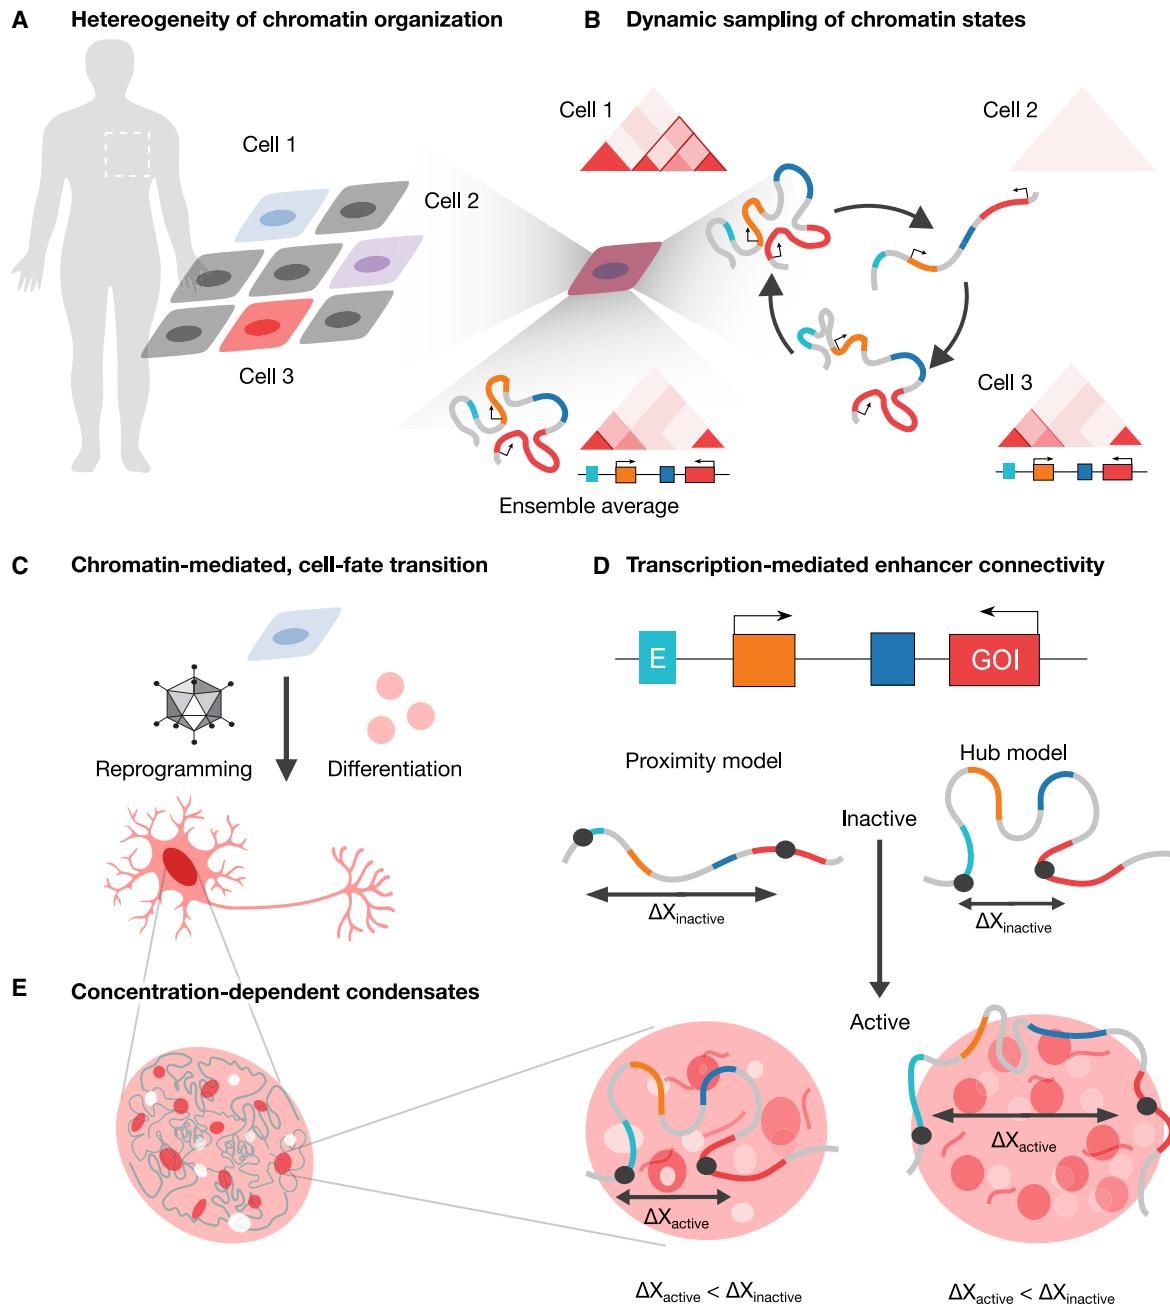 A Heterogeneity of chromatin organization
Cell 1
Cell 2
Cell 3
Ensemble average
B Dynamic sampling of chromatin states
Cell 1
Cell 2
Cell 3
C Chromatin-mediated, cell-fate transition
Reprogramming
Differentiation
D Transcription-mediated enhancer connectivity
E
GOI
Proximity model
Hub model
Inactive
ΔXinactive
ΔXinactive
Active
E Concentration-dependent condensates
ΔXactive
ΔXactive
ΔXactive < ΔXinactive
ΔXactive < ΔXinactive